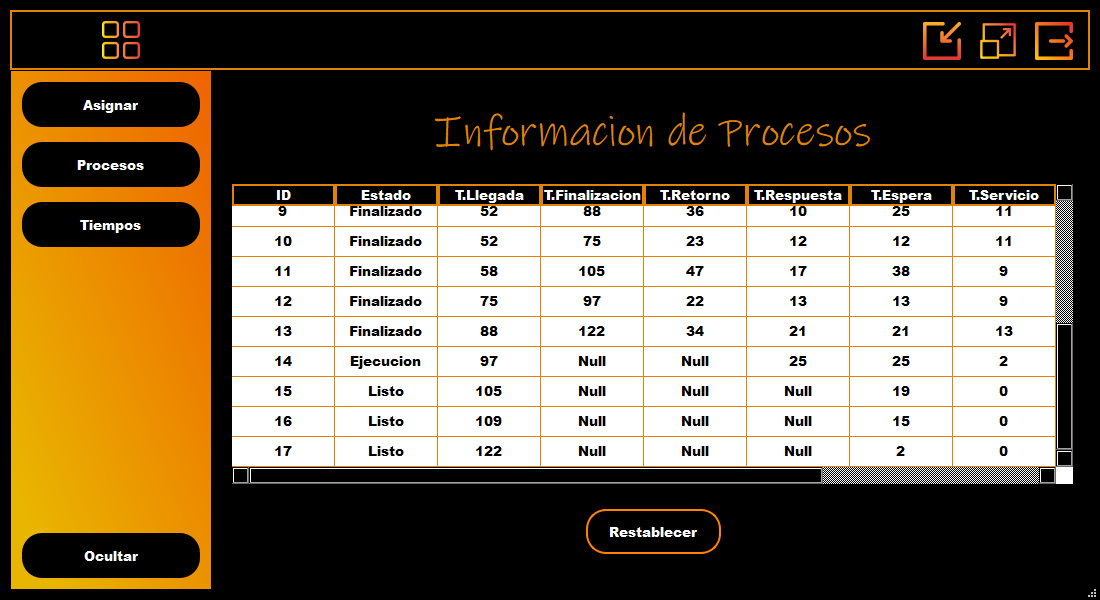 Asignar
Procesos
Tiempos
Ocultar
Informacion de Procesos
ID Estado T.Llegada T.Finalizacion T.Retorno T.Respuesta T.Espera T.Servicio
9 Finalizado 52 88 36 10 25 11
10 Finalizado 52 75 23 12 12 11
11 Finalizado 58 105 47 17 38 9
12 Finalizado 75 97 22 13 13 9
13 Finalizado 88 122 34 21 21 13
14 Ejecucion 97 Null Null 25 25 2
15 Listo 105 Null Null Null 19 0
16 Listo 109 Null Null Null 15 0
17 Listo 122 Null Null Null 2 0
Restablecer